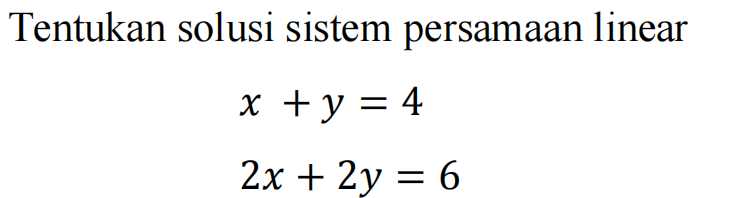 Tentukan solusi sistem persamaan linear
x + y = 4
2x + 2y = 6